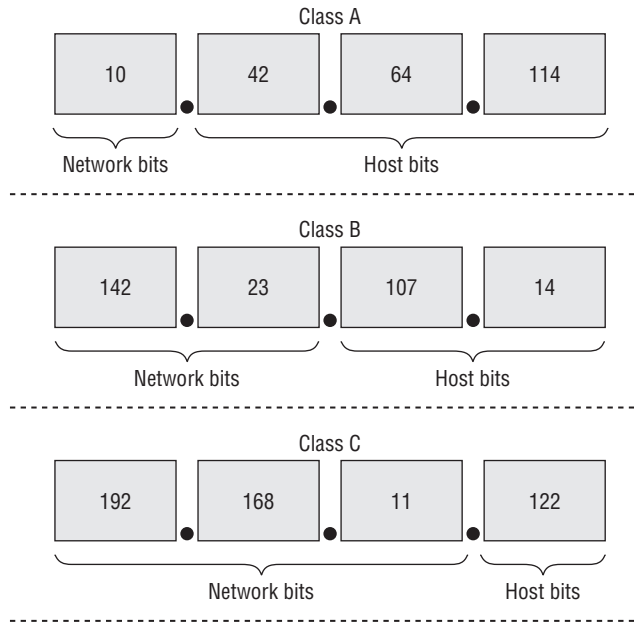 Class A
10 . 42 . 64 . 114
Network bits Host bits
Class B
142 . 23 . 107 . 14
Network bits Host bits
Class C
192 . 168 . 11 . 122
Network bits Host bits